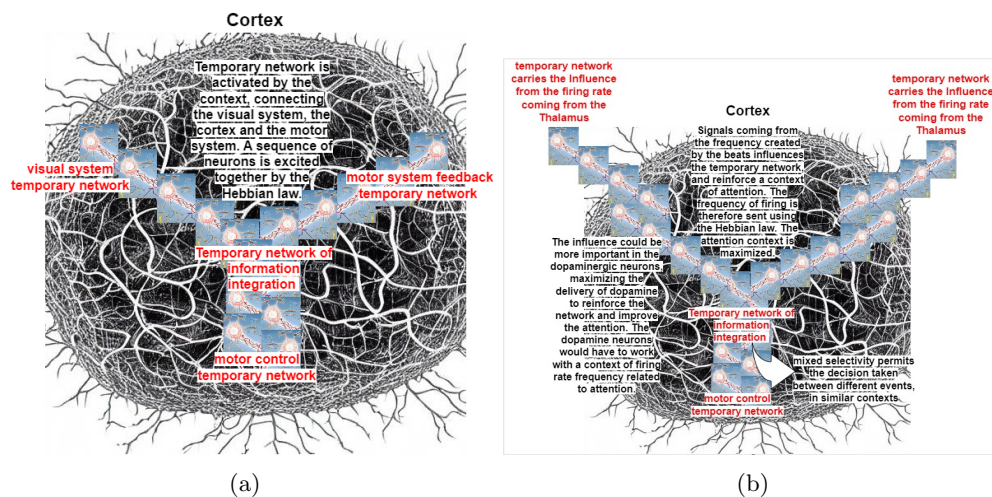 Cortex
Temporary network is
activated by the
context, connecting
the visual system, the
cortex and the motor
system. A sequence of
neurons is excited
together by the
Hebbian law.
visual system
temporary network
motor system feedback
temporary network
Temporary network of
information
integration
motor control
temporary network
(a)
temporary network
carries the Influence
from the firing rate
coming from the
Thalamus
temporary network
carries the Influence
from the firing rate
coming from the
Thalamus
Cortex
Signals coming from
the frequency created
by the beats influences
the temporary network
and reinforce a context
of attention. The
frequency of firing is
therefore sent using
the Hebbian law. The
attention context is
maximized.
The influence could be
more important in the
dopaminergic neurons,
maximizing the
delivery of dopamine
to reinforce the
network and improve
the attention. The
dopamine neurons
would have to work
with a context of firing
rate frequency related
to attention.
Temporary network of
information
integration
motor control
temporary network
mixed selectivity permits
the decision taken
between different events,
in similar contexts
(b)